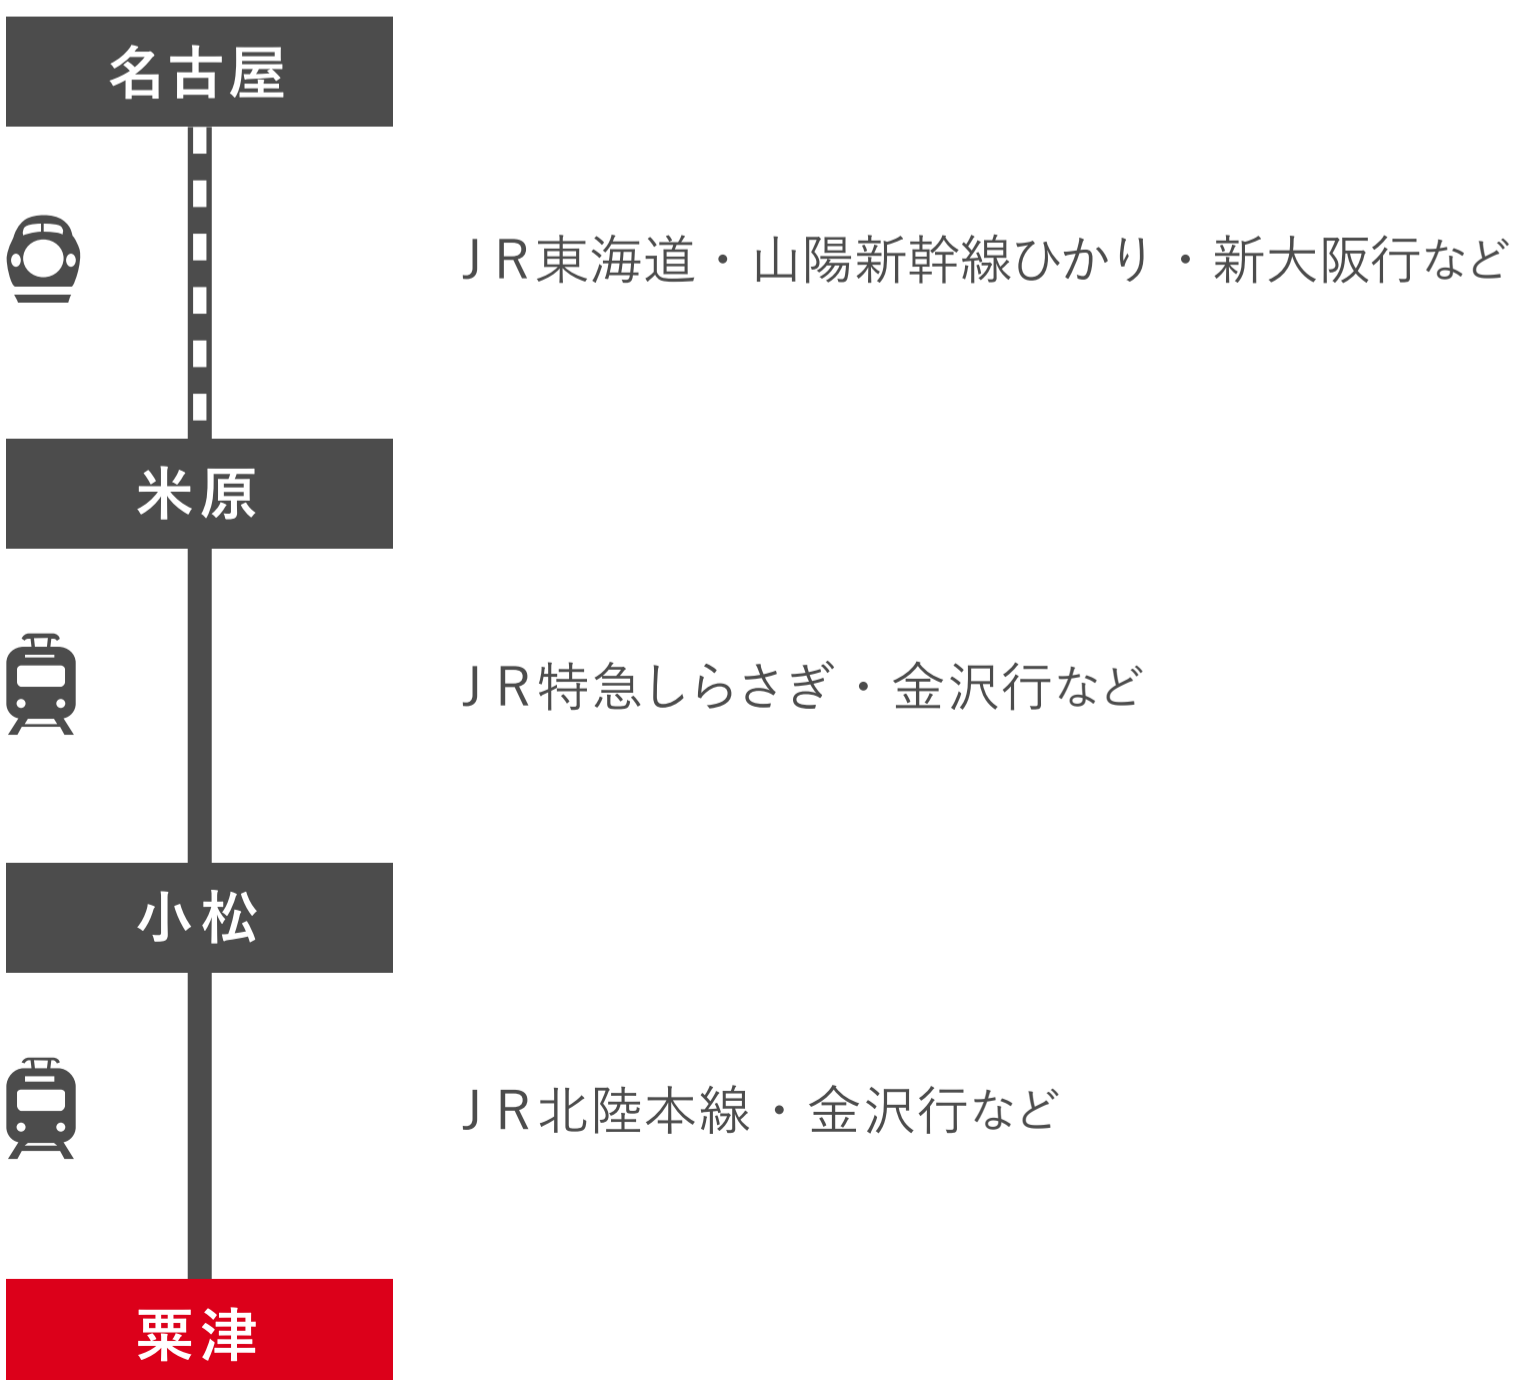 名古屋
JR東海道・山陽新幹線ひかり・新大阪行など
米原
JR特急しらさぎ・金沢行など
小松
JR北陸本線・金沢行など
粟津